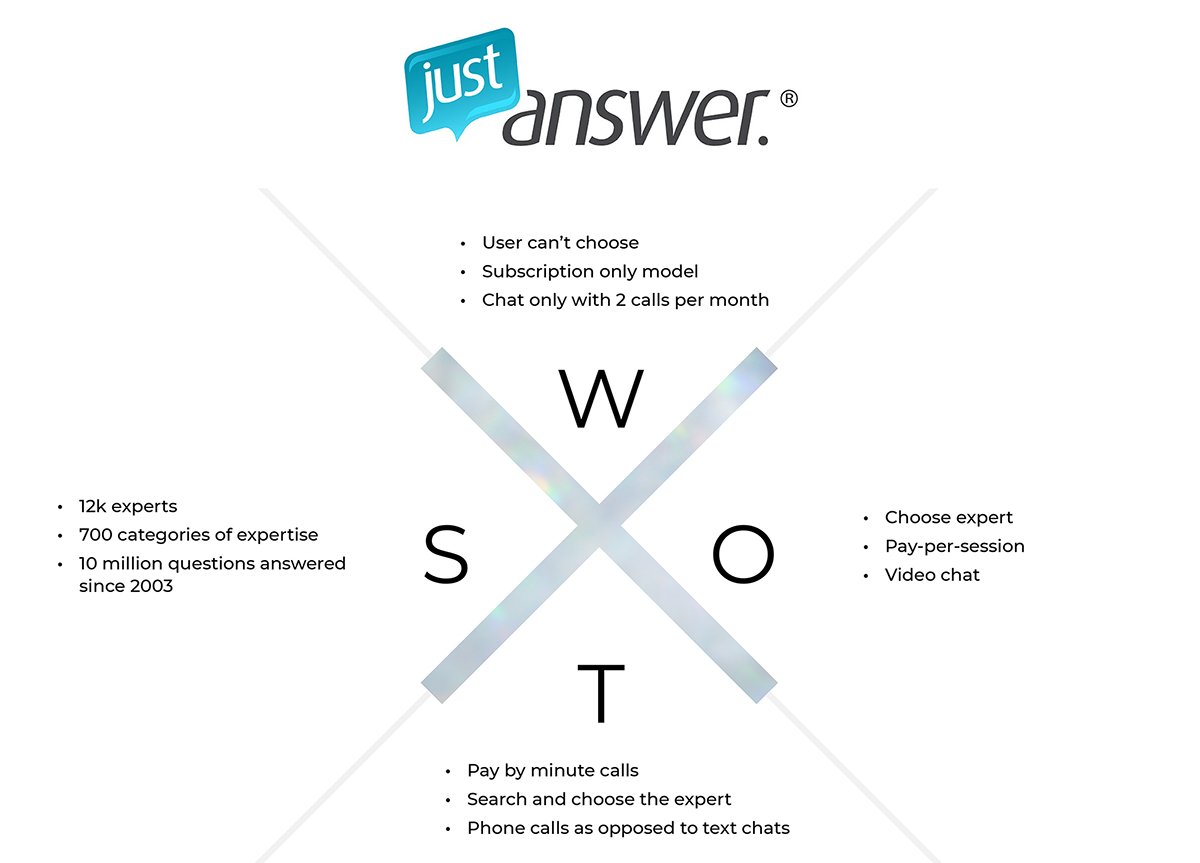 just
answer.®
• User can’t choose
• Subscription only model
• Chat only with 2 calls per month
W
• 12k experts
• 700 categories of expertise
• 10 million questions answered
since 2003
S
O
• Choose expert
• Pay-per-session
• Video chat
T
• Pay by minute calls
• Search and choose the expert
• Phone calls as opposed to text chats